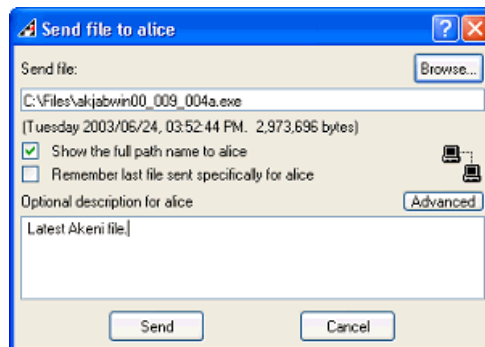 Send file to alice
Send file:
Browse...
C:\Files\akjabwin00_009_004a.exe
(Tuesday 2003/06/24, 03:52:44 PM. 2,973,696 bytes)
Show the full path name to alice
Remember last file sent specifically for alice
Optional description for alice
Advanced
Latest Akeni file.
Send
Cancel